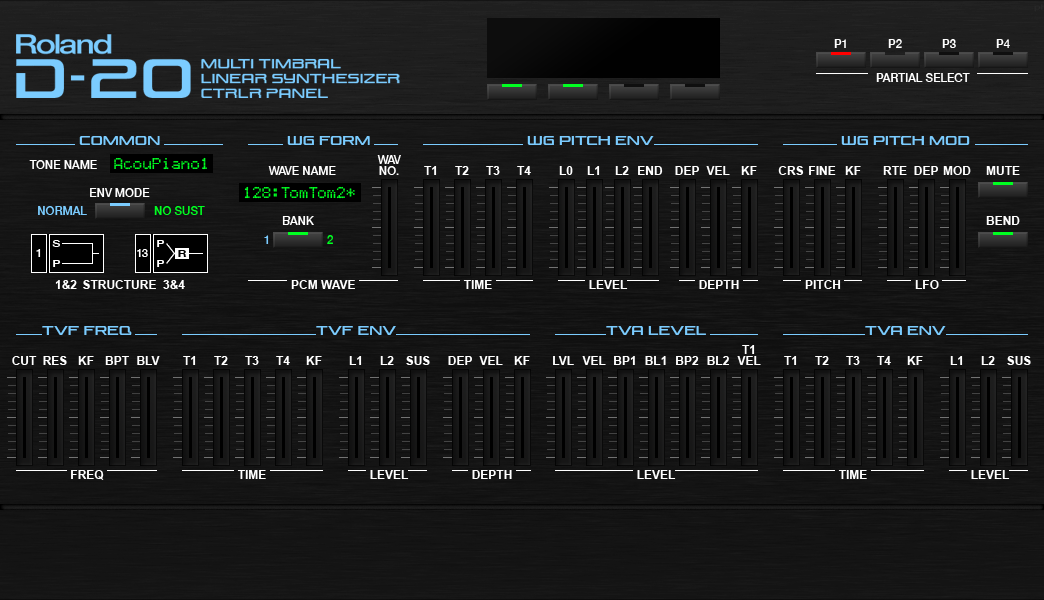 Roland
D-20 MULTI TIMBRAL
LINEAR SYNTHESIZER
CTRLR PANEL
P1 P2 P3 P4
PARTIAL SELECT
COMMON
TONE NAME AcouPiano1
ENV MODE
NORMAL NO SUST
1 S P
13 P P R
1&2 STRUCTURE 3&4
WG FORM
WAVE NAME
128:TomTom2*
BANK
1 2
WAV
NO.
PCM WAVE
WG PITCH ENV
T1 T2 T3 T4 L0 L1 L2 END DEP VEL KF
TIME LEVEL DEPTH
WG PITCH MOD
CRS FINE KF RTE DEP MOD MUTE
BEND
PITCH LFO
TVF FREQ
CUT RES KF BPT BLV
FREQ
TVF ENV
T1 T2 T3 T4 KF L1 L2 SUS DEP VEL KF
TIME LEVEL DEPTH
TVA LEVEL
LVL VEL BP1 BL1 BP2 BL2 T1
VEL
LEVEL
TVA ENV
T1 T2 T3 T4 KF L1 L2 SUS
TIME LEVEL